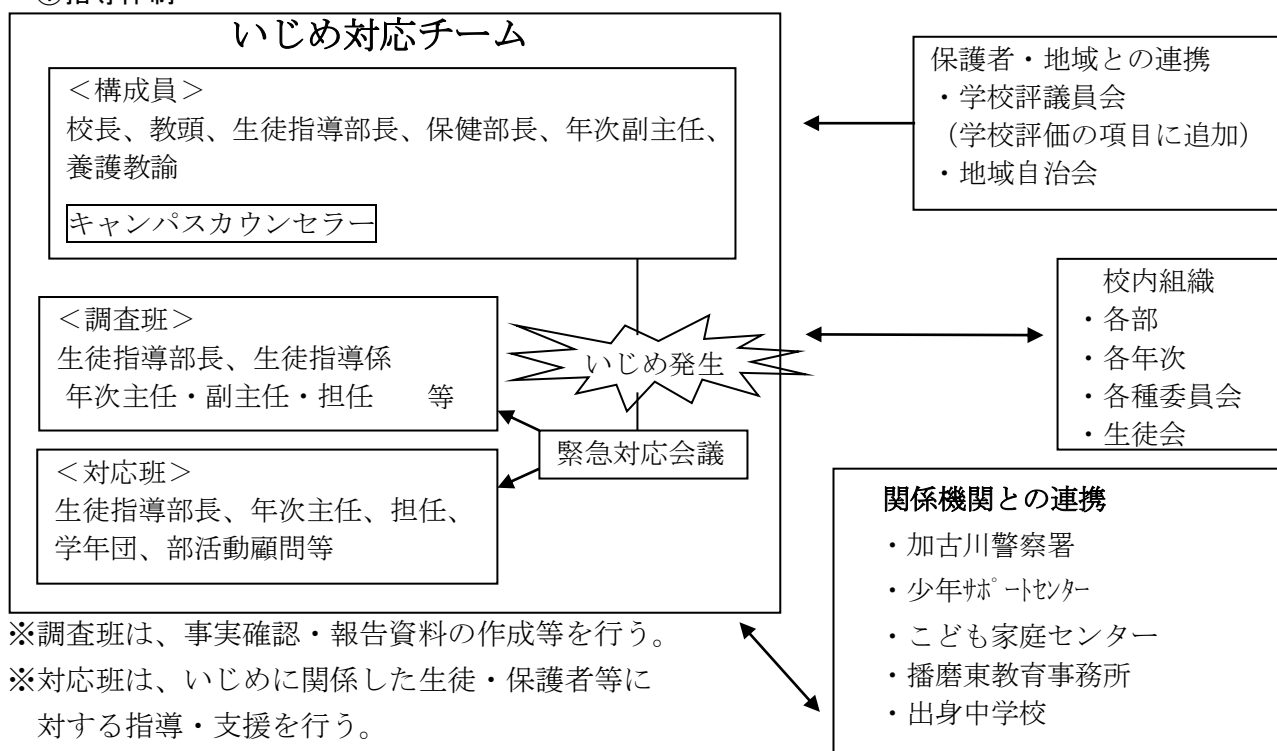 いじめ対応チーム
<構成員>
校長、教頭、生徒指導部長、保健部長、年次副主任、
養護教諭
キャンパスカウンセラー
<調査班>
生徒指導部長、生徒指導係
年次主任・副主任・担任　　等
いじめ発生
緊急対応会議
<対応班>
生徒指導部長、年次主任、担任、
学年団、部活動顧問等
保護者・地域との連携
・学校評議員会
（学校評価の項目に追加）
・地域自治会
校内組織
・各部
・各年次
・各種委員会
・生徒会
関係機関との連携
・加古川警察署
・少年ｻﾎﾟｰﾄｾﾝﾀｰ
・こども家庭センター
・播磨東教育事務所
・出身中学校
※調査班は、事実確認・報告資料の作成等を行う。
※対応班は、いじめに関係した生徒・保護者等に
対する指導・支援を行う。